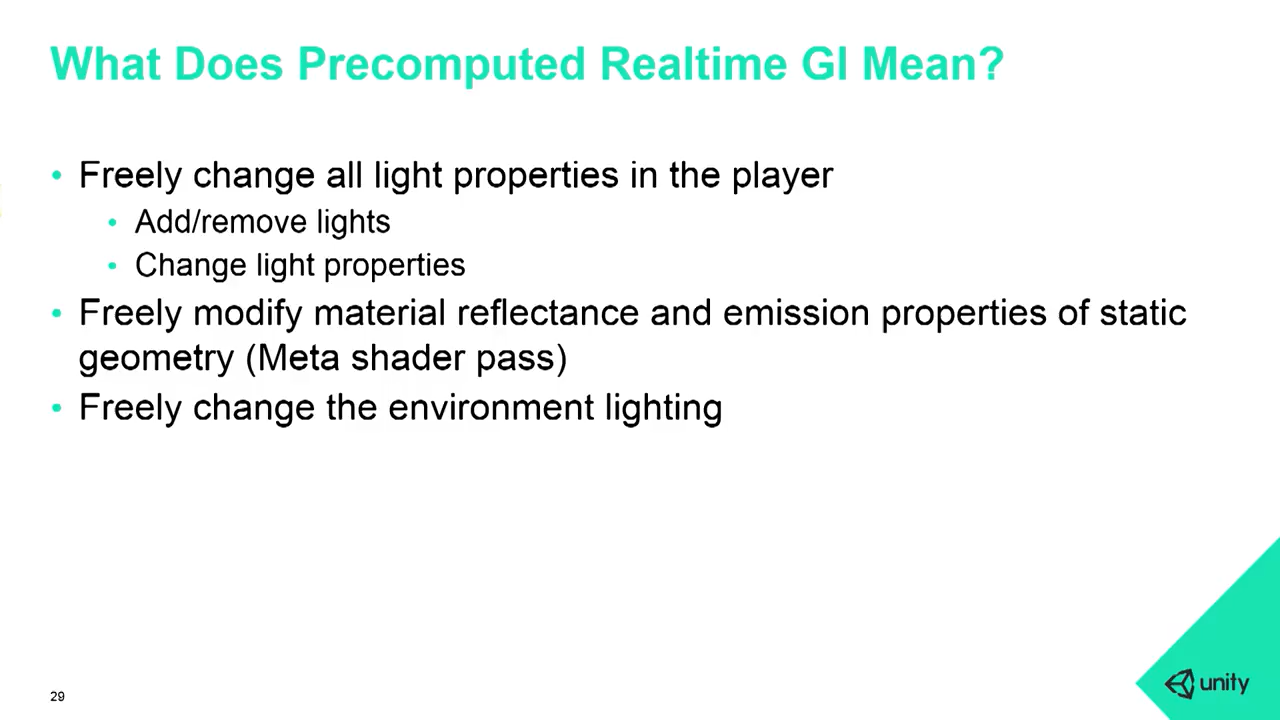 What Does Precomputed Realtime GI Mean?
• Freely change all light properties in the player
• Add/remove lights
• Change light properties
• Freely modify material reflectance and emission properties of static
geometry (Meta shader pass)
• Freely change the environment lighting
29
unity